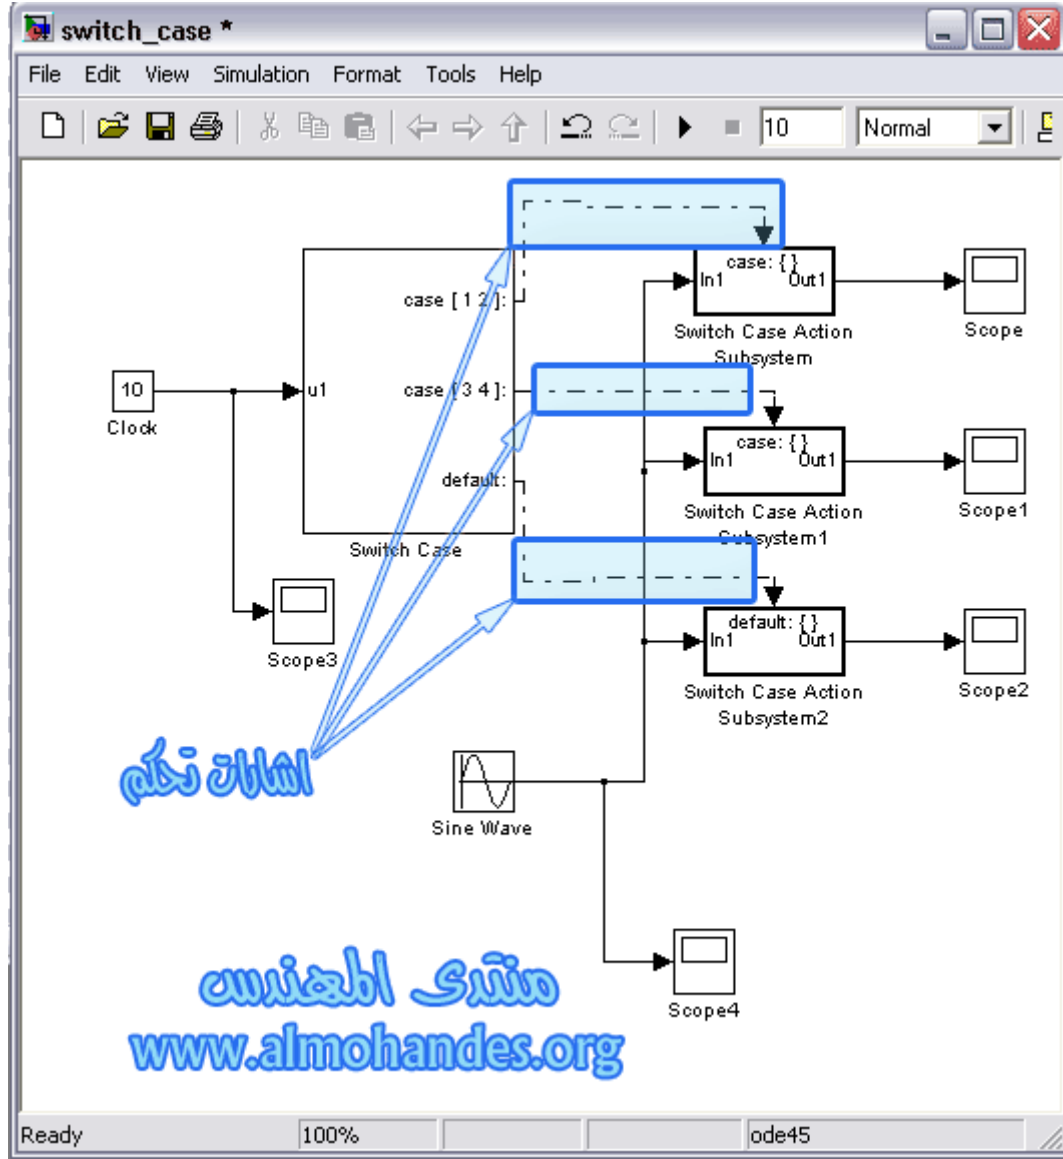 switch_case *
File Edit View Simulation Format Tools Help
10 Normal
case [ 1 2 ]:
case: { }
In1 Out1
Switch Case Action
Subsystem
Scope
10
Clock
u1
case [ 3 4 ]:
case: { }
In1 Out1
Switch Case Action
Subsystem1
Scope1
default:
Switch Case
default: { }
In1 Out1
Switch Case Action
Subsystem2
Scope2
Scope3
اشارات تحكم
Sine Wave
Scope4
منتدى المهندس
www.almohandes.org
Ready 100% ode45